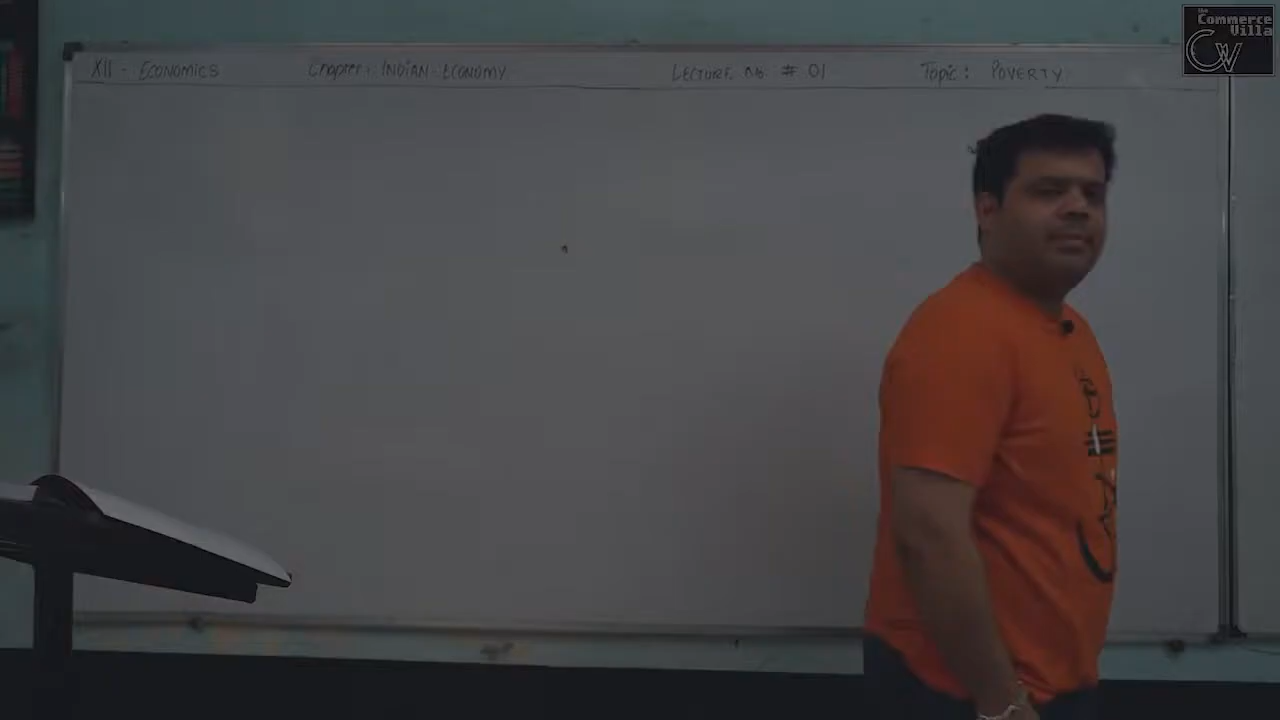 XII - ECONOMICS Chapter: INDIAN ECONOMY LECTURE No. # 01 Topic: POVERTY
the
Commerce
Villa
CV